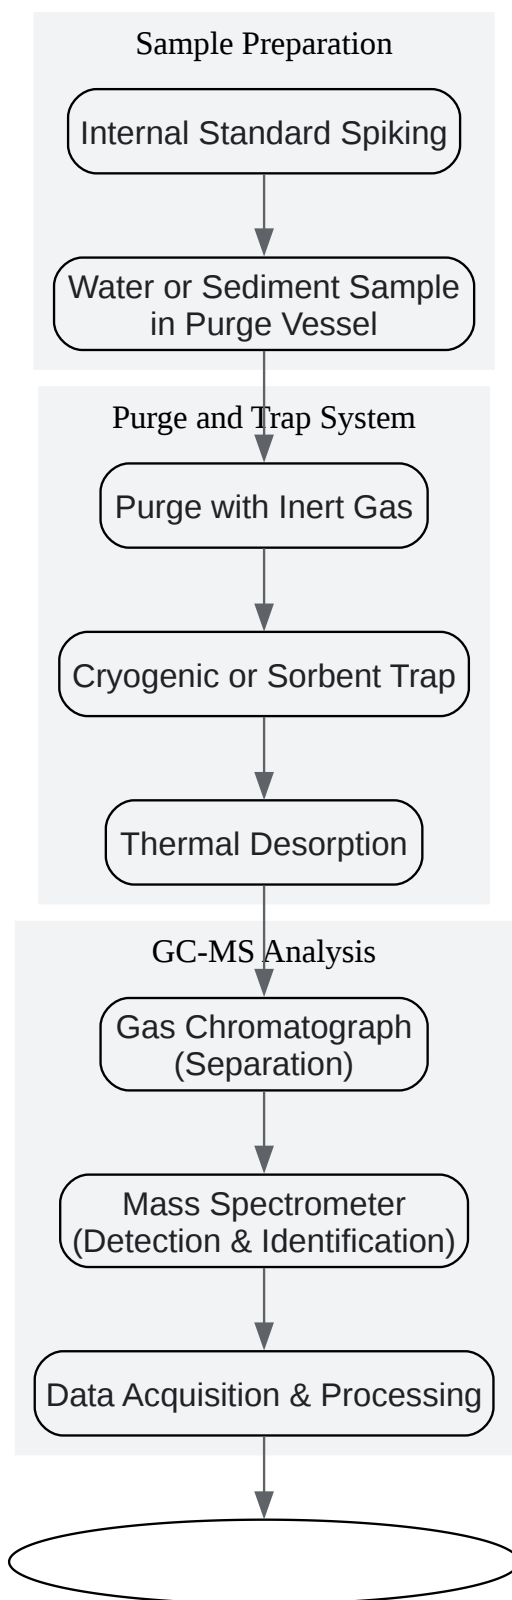 Sample Preparation
Internal Standard Spiking
Water or Sediment Sample
in Purge Vessel
Purge and Trap System
Purge with Inert Gas
Cryogenic or Sorbent Trap
Thermal Desorption
GC-MS Analysis
Gas Chromatograph
(Separation)
Mass Spectrometer
(Detection & Identification)
Data Acquisition & Processing